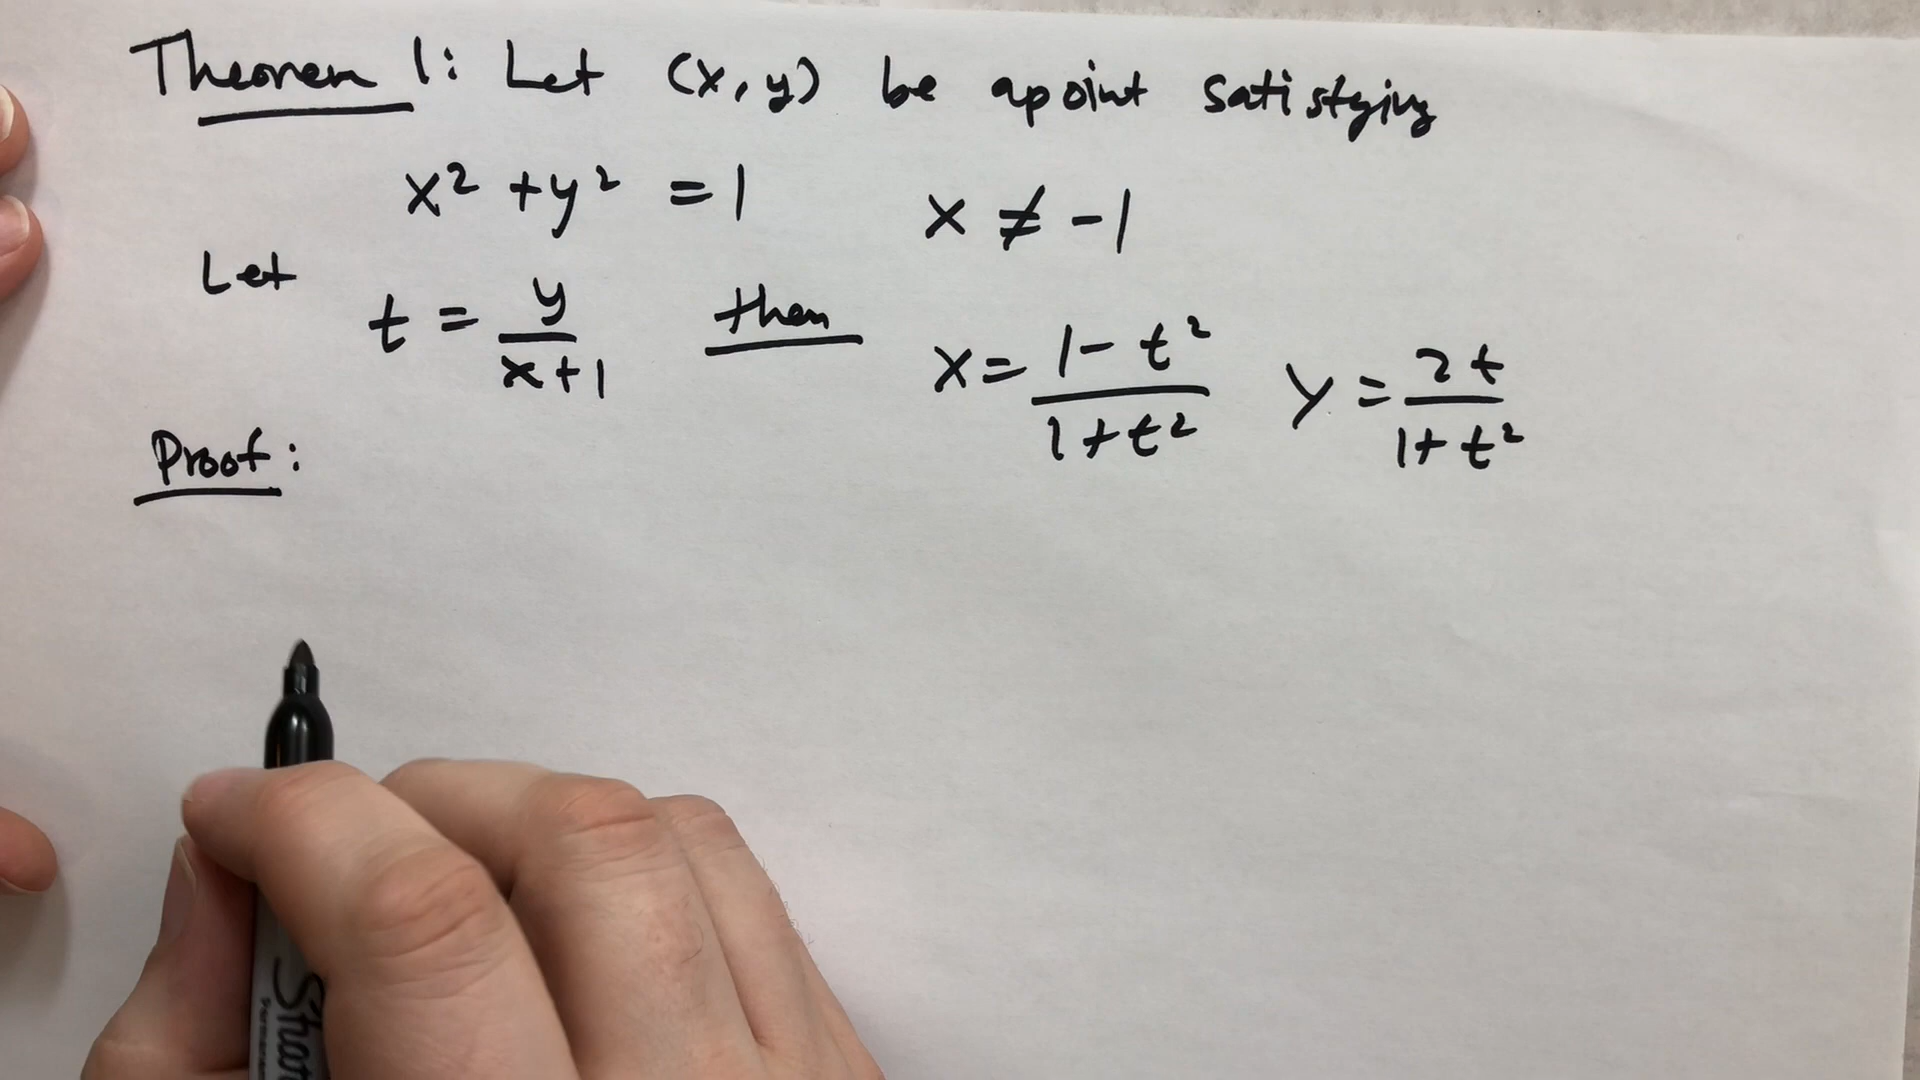 Theorem 1: Let (x, y) be apoint satisfying
x² + y² = 1 x ≠ -1
Let
t = y/(x+1) then x = (1 - t²)/(1 + t²) y = 2t/(1 + t²)
Proof: